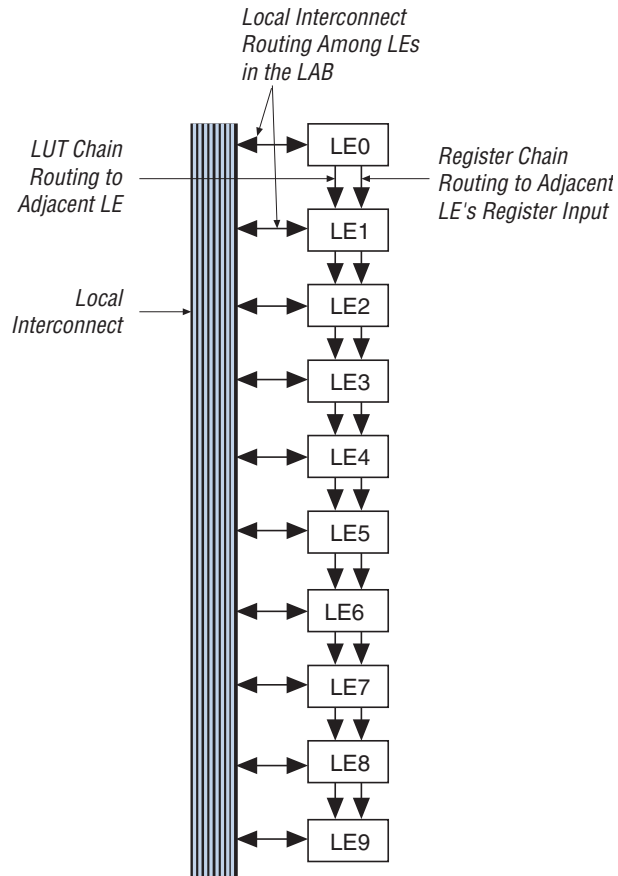 Local Interconnect
Routing Among LEs
in the LAB
LUT Chain
Routing to
Adjacent LE
Register Chain
Routing to Adjacent
LE's Register Input
Local
Interconnect
LE0
LE1
LE2
LE3
LE4
LE5
LE6
LE7
LE8
LE9